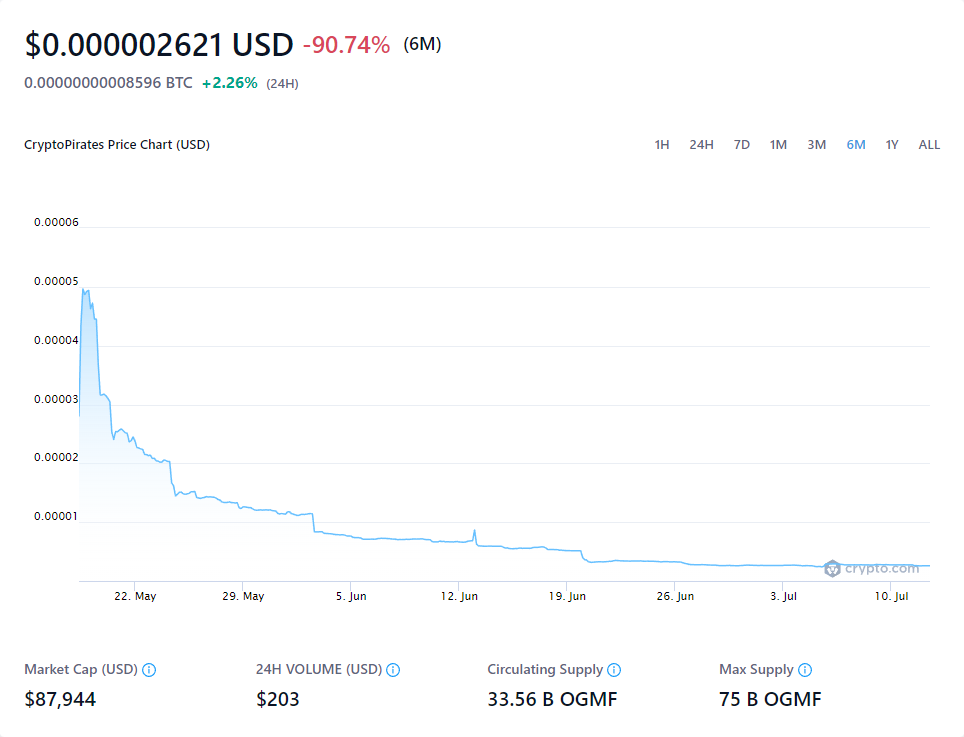 $0.000002621 USD -90.74% (6M)
0.00000000008596 BTC +2.26% (24H)
CryptoPirates Price Chart (USD) 1H 24H 7D 1M 3M 6M 1Y ALL
0.00006
0.00005
0.00004
0.00003
0.00002
0.00001
crypto.com
22. May 29. May 5. Jun 12. Jun 19. Jun 26. Jun 3. Jul 10. Jul
Market Cap (USD) 24H VOLUME (USD) Circulating Supply Max Supply
$87,944 $203 33.56 B OGMF 75 B OGMF